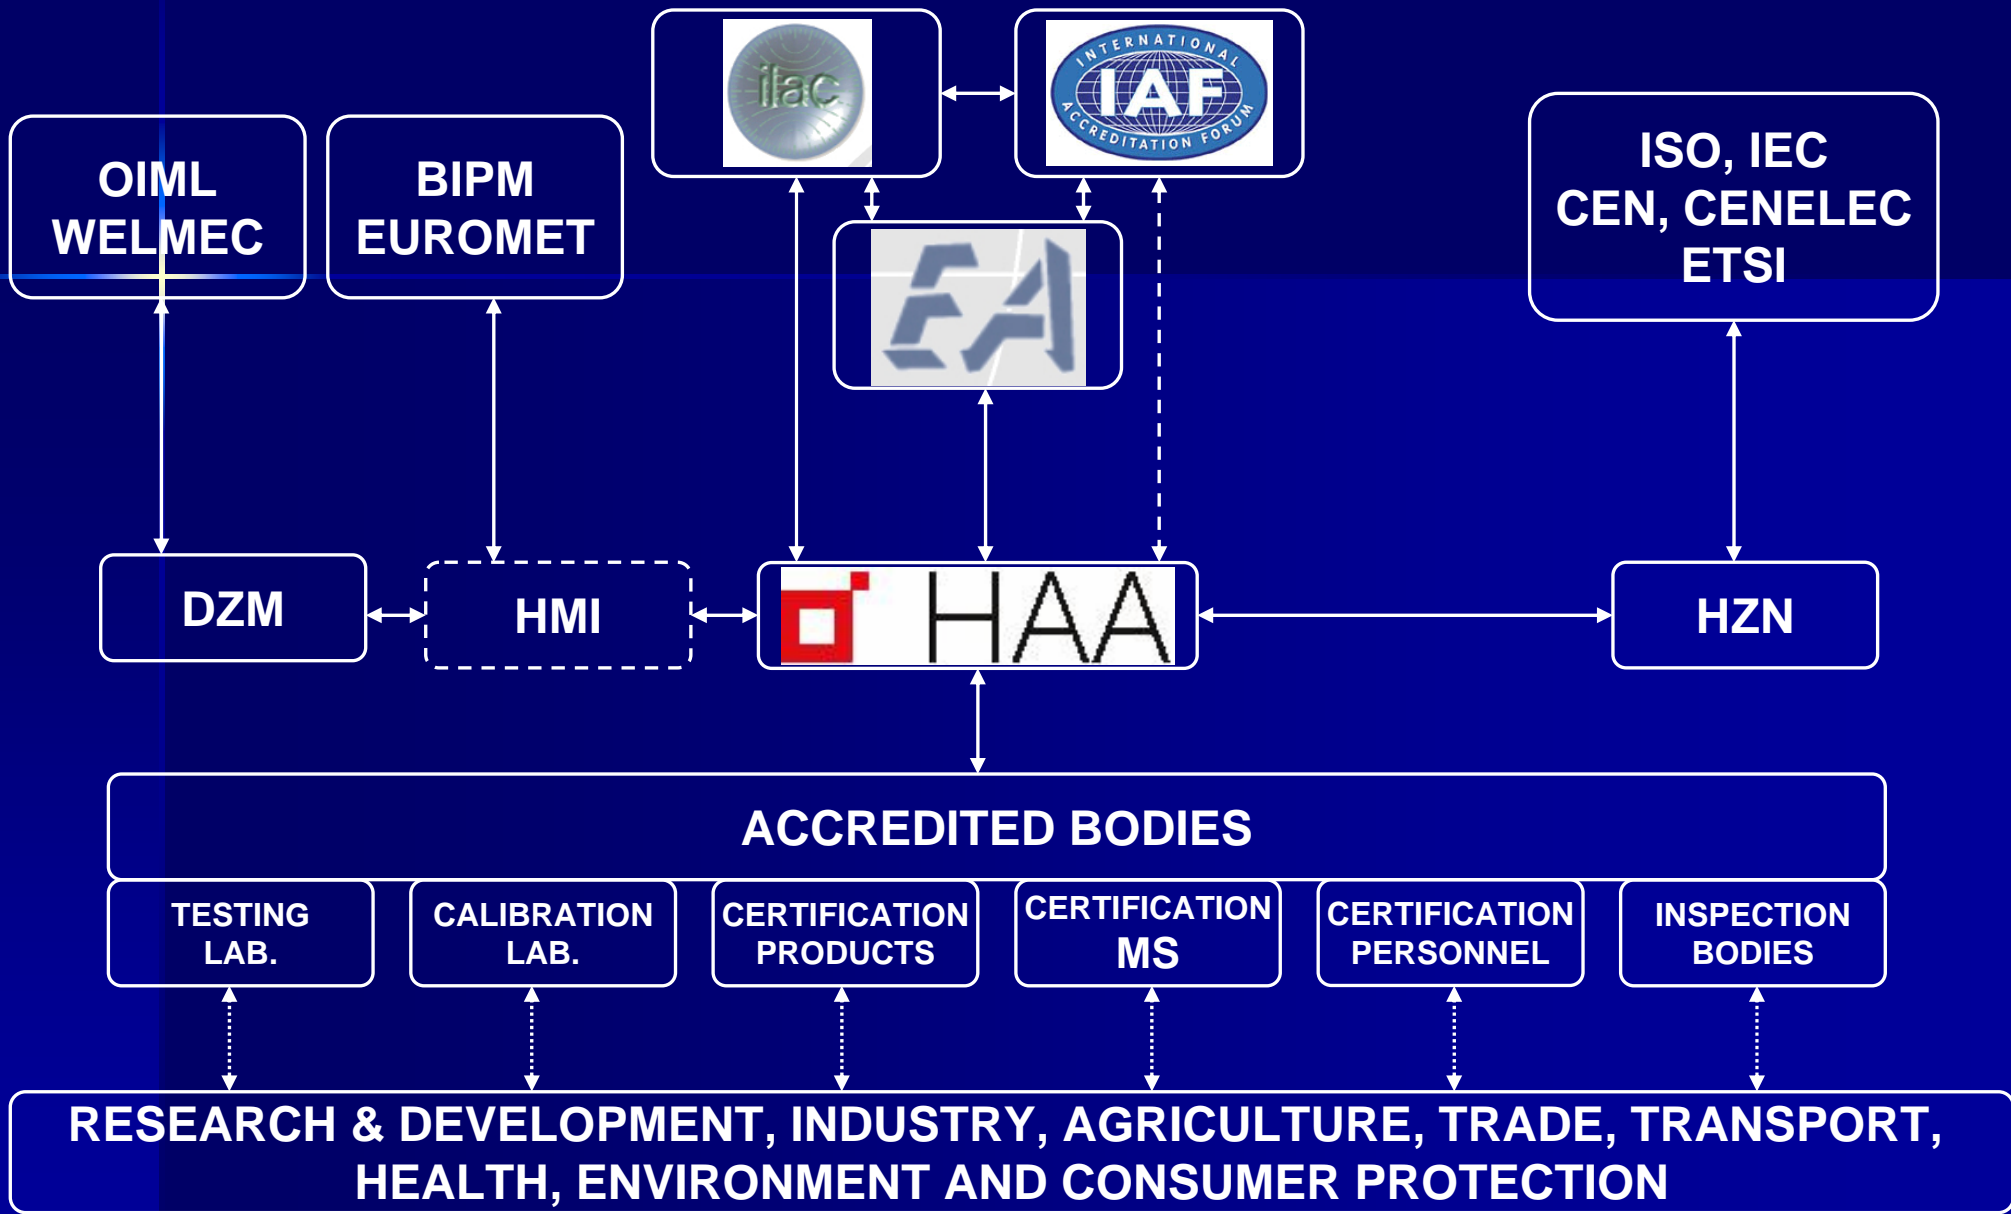 ilac
INTERNATIONAL
IAF
ACCREDITATION FORUM
OIML
WELMEC
BIPM
EUROMET
EA
ISO, IEC
CEN, CENELEC
ETSI
DZM
HMI
HAA
HZN
ACCREDITED BODIES
TESTING
LAB.
CALIBRATION
LAB.
CERTIFICATION
PRODUCTS
CERTIFICATION
MS
CERTIFICATION
PERSONNEL
INSPECTION
BODIES
RESEARCH & DEVELOPMENT, INDUSTRY, AGRICULTURE, TRADE, TRANSPORT,
HEALTH, ENVIRONMENT AND CONSUMER PROTECTION